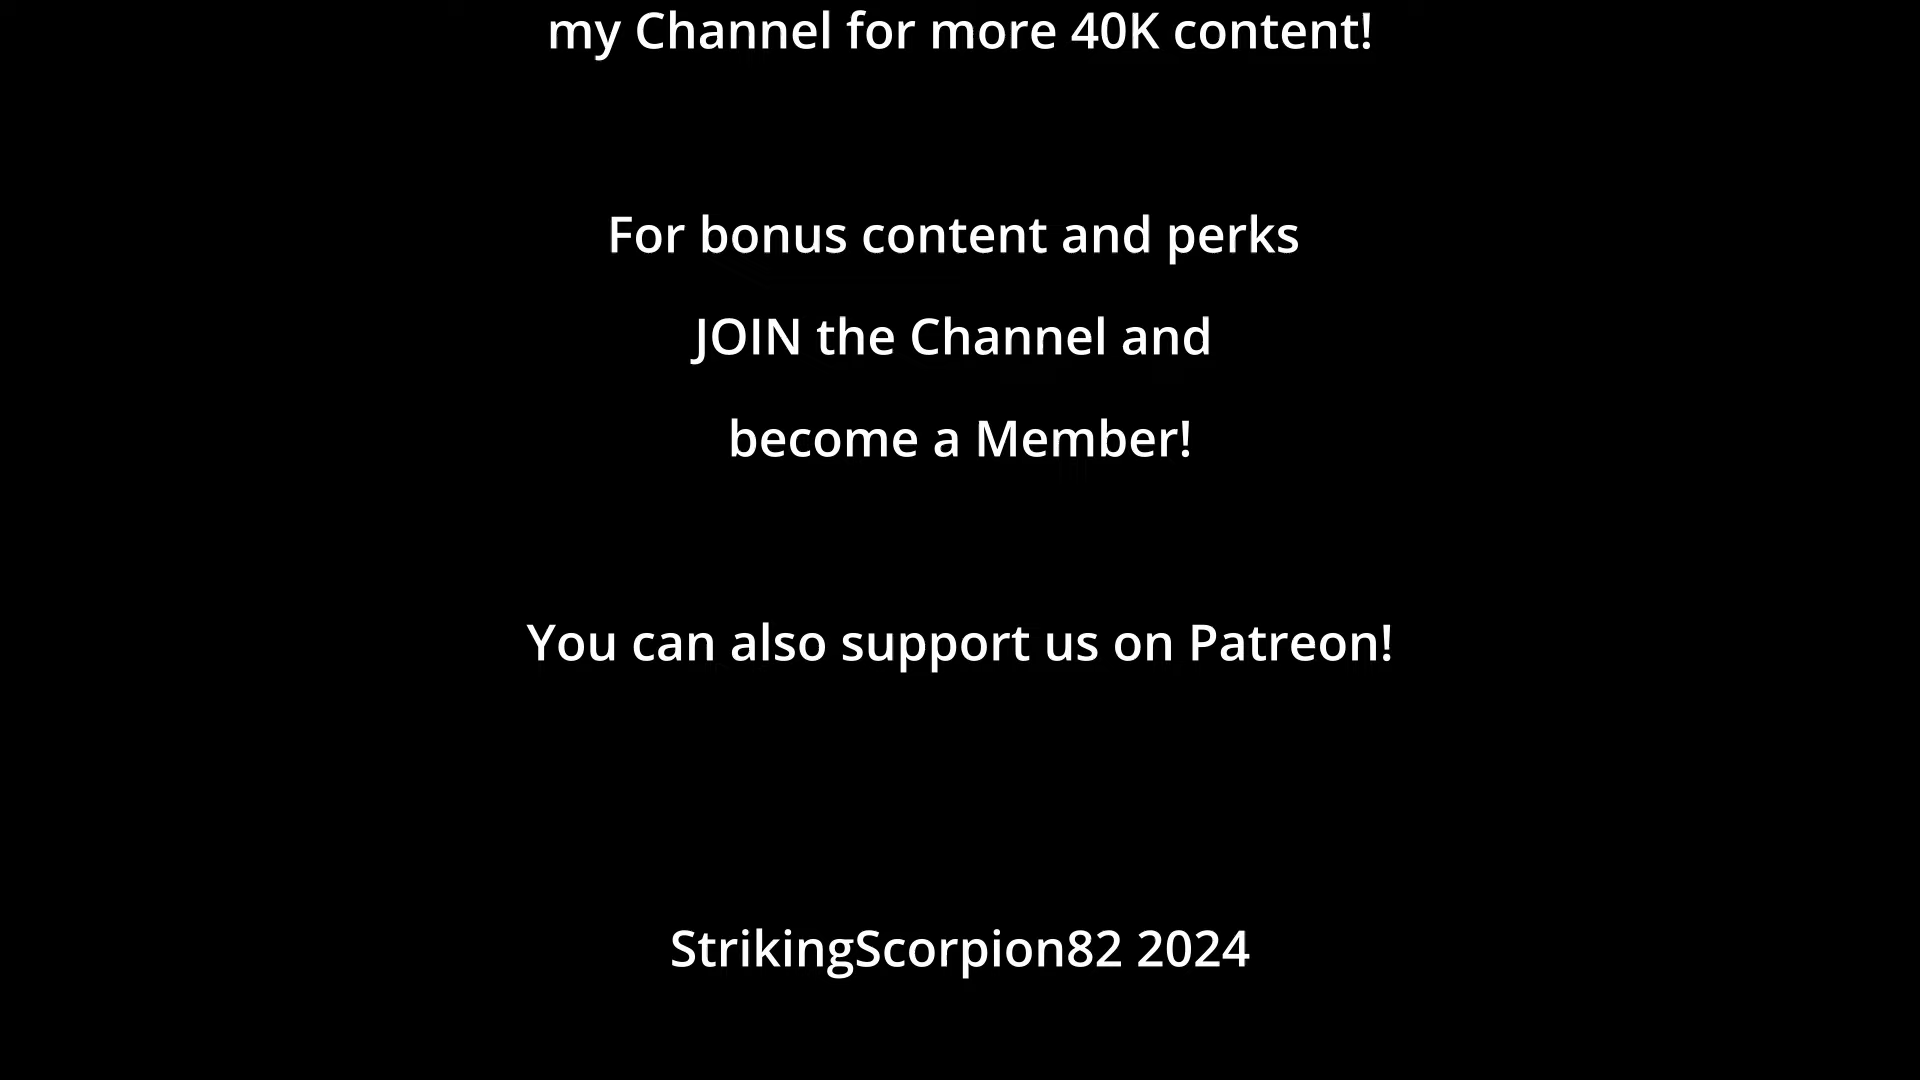 my Channel for more 40K content!
For bonus content and perks
JOIN the Channel and
become a Member!
You can also support us on Patreon!
StrikingScorpion82 2024